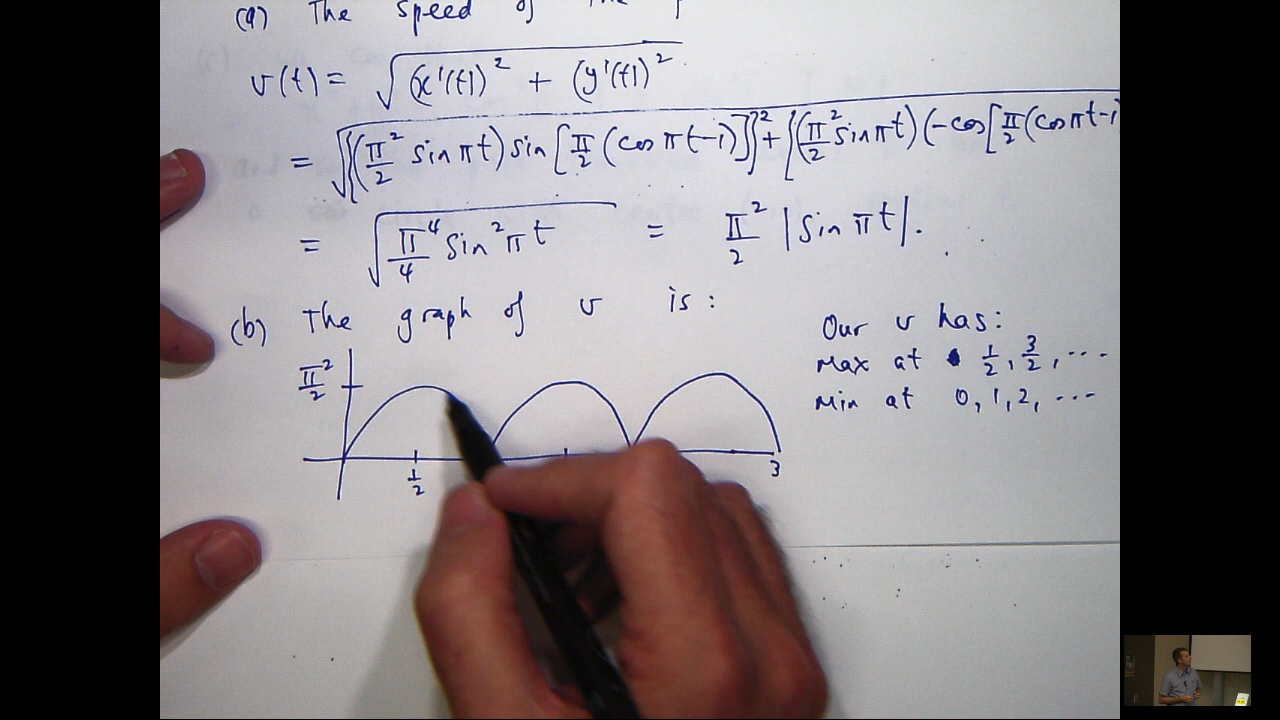 (a) The speed of the
v(t) = √((x'(t))² + (y'(t))²
= √{(π²/2 sin πt) sin [π/2 (cos πt-1)]}² + {(π²/2 sin πt) (-cos[π/2 (cos πt-1
= √(π⁴/4 sin² πt) = π²/2 |sin πt|.
(b) The graph of v is:
Our v has:
max at 1/2, 3/2, ...
min at 0, 1, 2, ...
π²/2
1/2
3